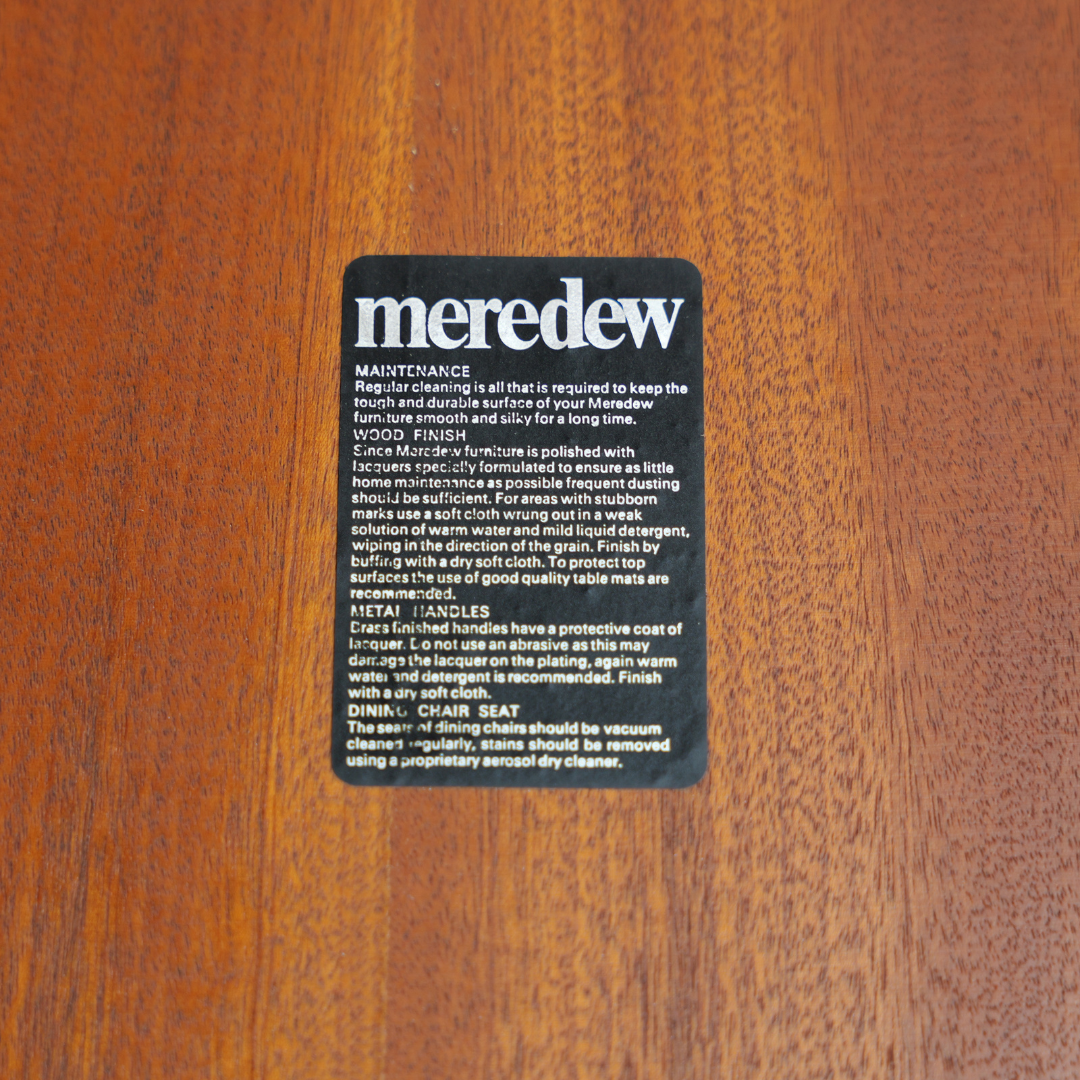 meredew
MAINTENANCE
Regular cleaning is all that is required to keep the
tough and durable surface of your Meredew
furniture smooth and silky for a long time.
WOOD FINISH
Since Meredew furniture is polished with
lacquers specially formulated to ensure as little
home maintenance as possible frequent dusting
should be sufficient. For areas with stubborn
marks use a soft cloth wrung out in a weak
solution of warm water and mild liquid detergent,
wiping in the direction of the grain. Finish by
buffing with a dry soft cloth. To protect top
surfaces the use of good quality table mats are
recommended.
METAL HANDLES
Brass finished handles have a protective coat of
lacquer. Do not use an abrasive as this may
damage the lacquer on the plating, again warm
water and detergent is recommended. Finish
with a dry soft cloth.
DINING CHAIR SEAT
The seats of dining chairs should be vacuum
cleaned regularly, stains should be removed
using a proprietary aerosol dry cleaner.